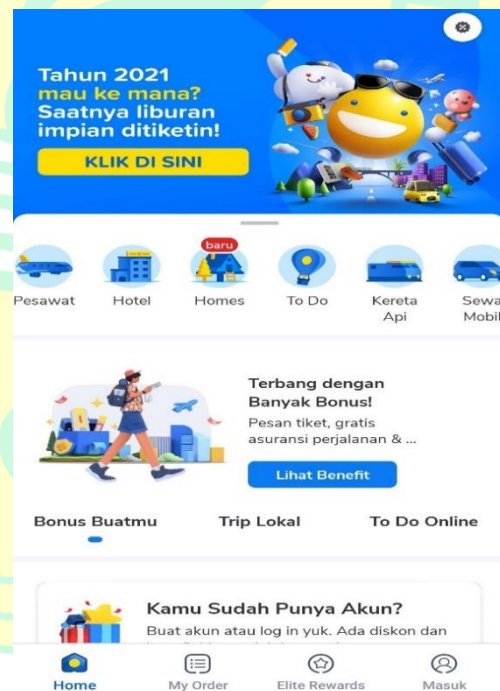 Tahun 2021
mau ke mana?
Saatnya liburan
impian ditiketin!
KLIK DI SINI
baru
Pesawat
Hotel
Homes
To Do
Kereta
Api
Sewa
Mobil
Terbang dengan
Banyak Bonus!
Pesan tiket, gratis
asuransi perjalanan & ...
Lihat Benefit
Bonus Buatmu
Trip Lokal
To Do Online
Kamu Sudah Punya Akun?
Buat akun atau log in yuk. Ada diskon dan
Home
My Order
Elite Rewards
Masuk